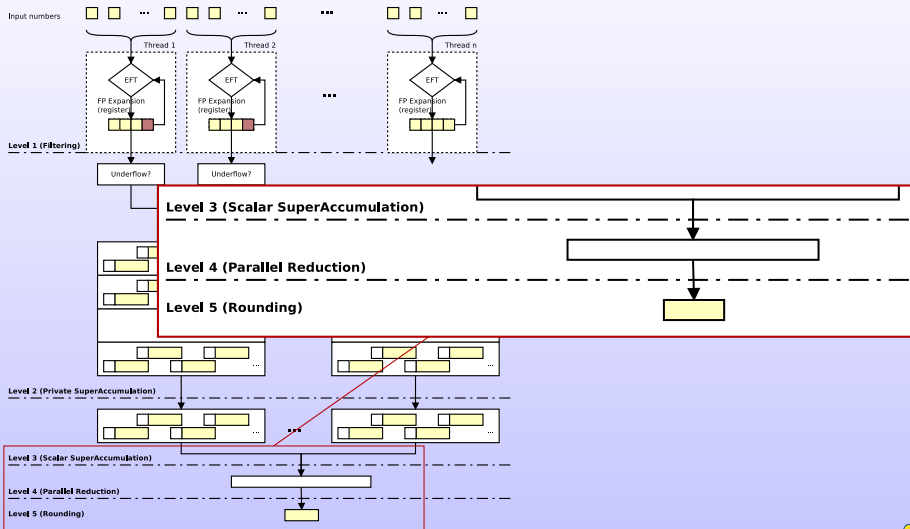 Input numbers
...
...
...
...
Thread 1
Thread 2
Thread n
EFT
EFT
EFT
...
FP Expansion
(register)
FP Expansion
(register)
FP Expansion
(register)
Level 1 (Filtering)
Underflow?
Underflow?
Level 3 (Scalar SuperAccumulation)
Level 4 (Parallel Reduction)
Level 5 (Rounding)
...
...
Level 2 (Private SuperAccumulation)
...
...
...
Level 3 (Scalar SuperAccumulation)
Level 4 (Parallel Reduction)
Level 5 (Rounding)